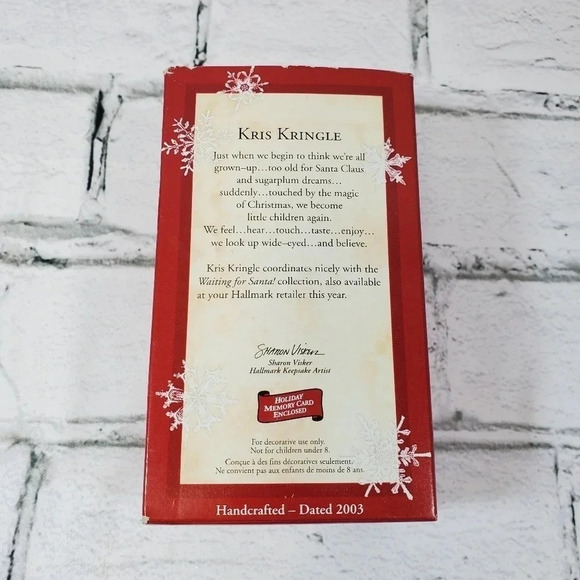 KRIS KRINGLE
Just when we begin to think we're all
grown–up...too old for Santa Claus
and sugarplum dreams...
suddenly...touched by the magic
of Christmas, we become
little children again.
We feel...hear...touch...taste...enjoy...
we look up wide–eyed...and believe.
Kris Kringle coordinates nicely with the
Waiting for Santa! collection, also available
at your Hallmark retailer this year.
SHARON VISKER
Sharon Visker
Hallmark Keepsake Artist
HOLIDAY
MEMORY CARD
ENCLOSED
For decorative use only.
Not for children under 8.
Conçue à des fins décoratives seulement.
Ne convient pas aux enfants de moins de 8 ans.
Handcrafted – Dated 2003